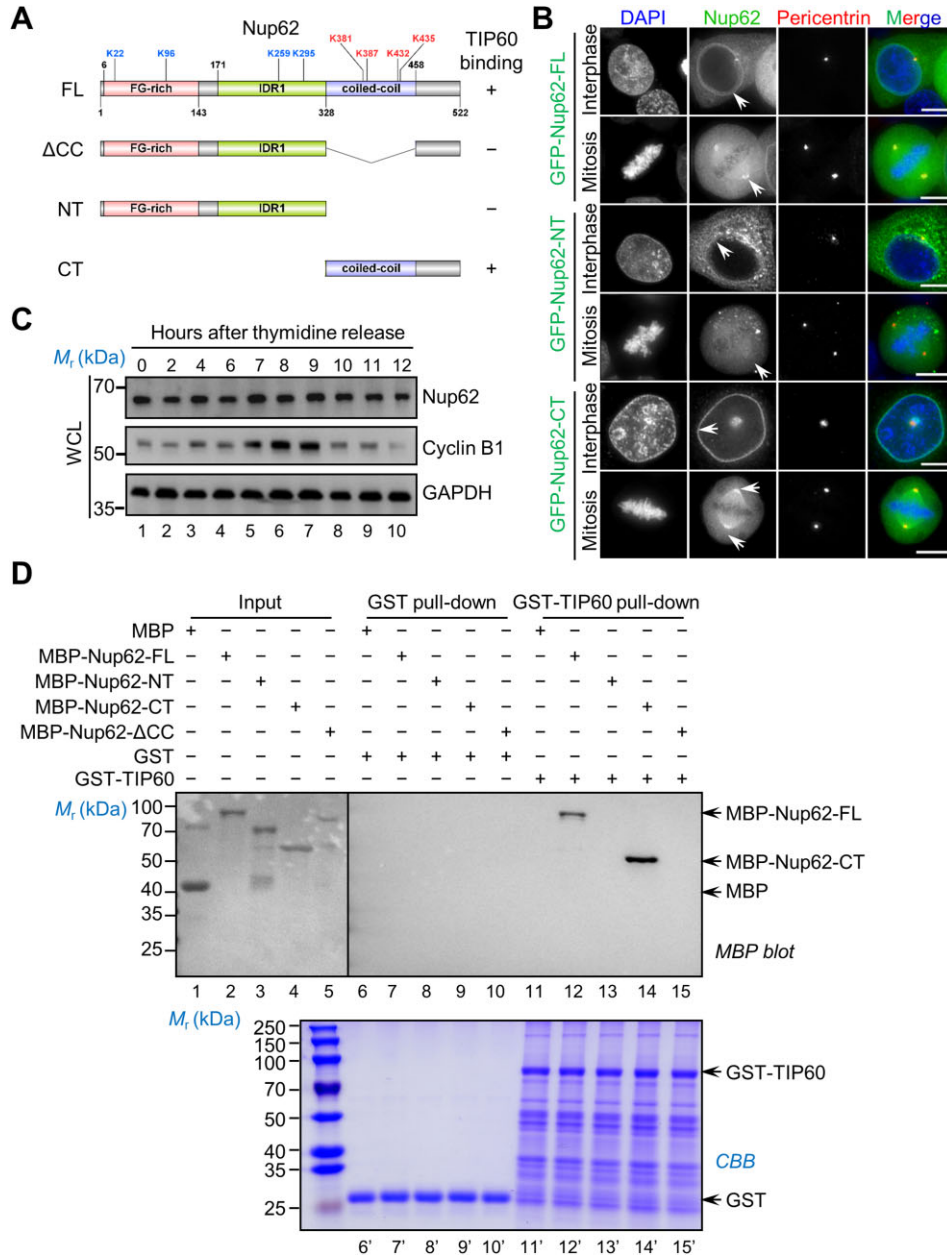 A
Nup62
TIP60
binding
K22 K96 K259 K295 K381 K387 K432 K435
6 171 458
FL FG-rich IDR1 coiled-coil +
1 143 328 522
ΔCC FG-rich IDR1 −
NT FG-rich IDR1 −
CT coiled-coil +
B
DAPI Nup62 Pericentrin Merge
GFP-Nup62-FL
Interphase
Mitosis
GFP-Nup62-NT
Interphase
Mitosis
GFP-Nup62-CT
Interphase
Mitosis
C
Hours after thymidine release
Mr (kDa) 0 2 4 6 7 8 9 10 11 12
WCL
70 Nup62
50 Cyclin B1
35 GAPDH
1 2 3 4 5 6 7 8 9 10
D
Input GST pull-down GST-TIP60 pull-down
MBP + − − − − + − − − − + − − − −
MBP-Nup62-FL − + − − − − + − − − − + − − −
MBP-Nup62-NT − − + − − − − + − − − − + − −
MBP-Nup62-CT − − − + − − − − + − − − − + −
MBP-Nup62-ΔCC − − − − + − − − − + − − − − +
GST − − − − − + + + + + − − − − −
GST-TIP60 − − − − − − − − − − + + + + +
Mr (kDa)
100 MBP-Nup62-FL
70
50 MBP-Nup62-CT
40 MBP
35
25 MBP blot
1 2 3 4 5 6 7 8 9 10 11 12 13 14 15
Mr (kDa)
250
150
100 GST-TIP60
70
50
40 CBB
35
25 GST
6' 7' 8' 9' 10' 11' 12' 13' 14' 15'